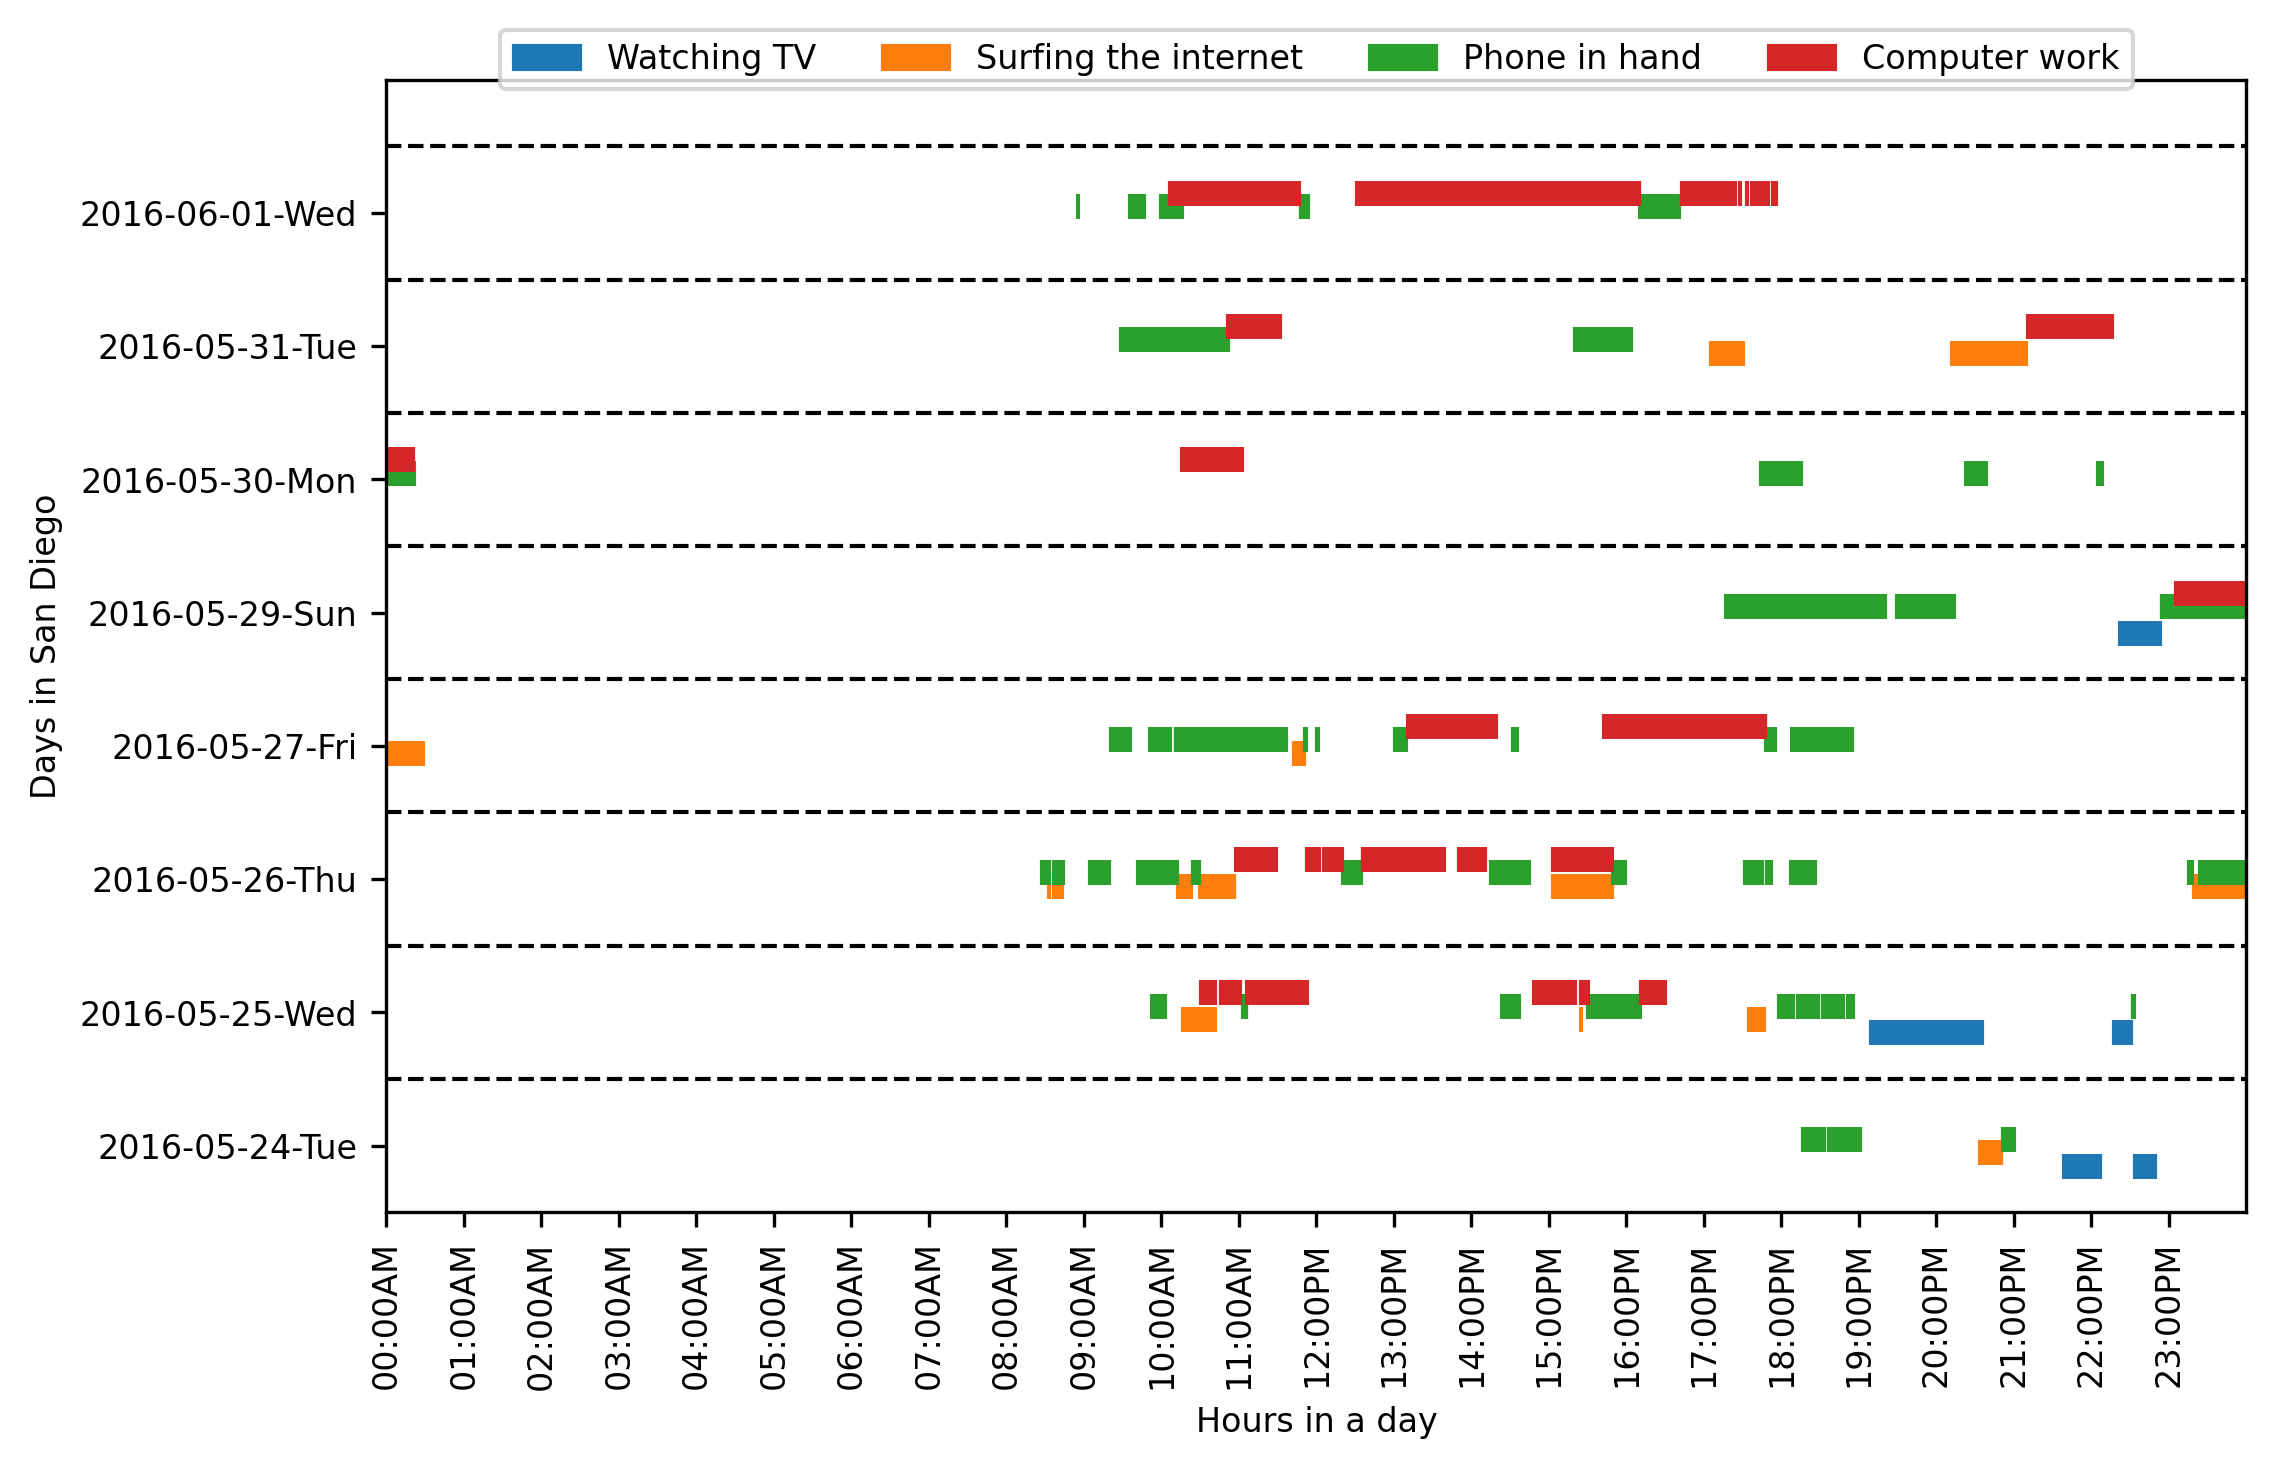 Watching TV Surfing the internet Phone in hand Computer work
2016-06-01-Wed
2016-05-31-Tue
2016-05-30-Mon
2016-05-29-Sun
2016-05-27-Fri
2016-05-26-Thu
2016-05-25-Wed
2016-05-24-Tue
Days in San Diego
00:00AM
01:00AM
02:00AM
03:00AM
04:00AM
05:00AM
06:00AM
07:00AM
08:00AM
09:00AM
10:00AM
11:00AM
12:00PM
13:00PM
14:00PM
15:00PM
16:00PM
17:00PM
18:00PM
19:00PM
20:00PM
21:00PM
22:00PM
23:00PM
Hours in a day